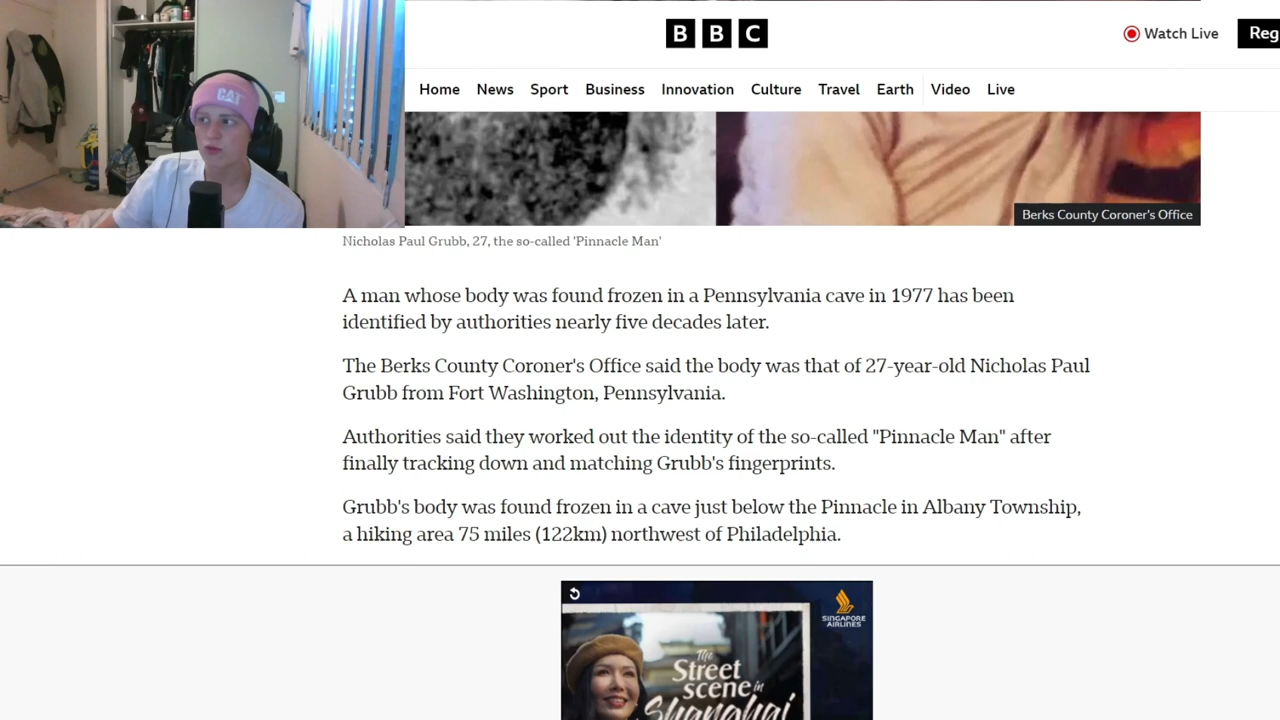 CAT
BBC
Watch Live
Reg
Home News Sport Business Innovation Culture Travel Earth Video Live
Berks County Coroner's Office
Nicholas Paul Grubb, 27, the so-called 'Pinnacle Man'
A man whose body was found frozen in a Pennsylvania cave in 1977 has been
identified by authorities nearly five decades later.
The Berks County Coroner's Office said the body was that of 27-year-old Nicholas Paul
Grubb from Fort Washington, Pennsylvania.
Authorities said they worked out the identity of the so-called "Pinnacle Man" after
finally tracking down and matching Grubb's fingerprints.
Grubb's body was found frozen in a cave just below the Pinnacle in Albany Township,
a hiking area 75 miles (122km) northwest of Philadelphia.
SINGAPORE
AIRLINES
The
Street
scene in
Shanghai